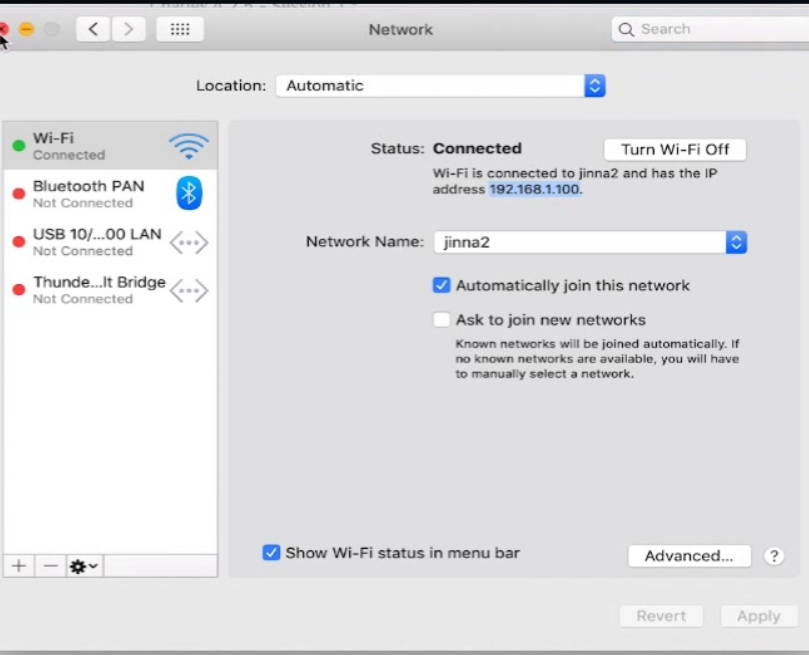 Network
Search
Location: Automatic
Wi-Fi
Connected
Bluetooth PAN
Not Connected
USB 10/...00 LAN
Not Connected
Thunde...lt Bridge
Not Connected
Status: Connected
Turn Wi-Fi Off
Wi-Fi is connected to jinna2 and has the IP
address 192.168.1.100.
Network Name: jinna2
Automatically join this network
Ask to join new networks
Known networks will be joined automatically. If
no known networks are available, you will have
to manually select a network.
Show Wi-Fi status in menu bar
Advanced...
?
Revert
Apply